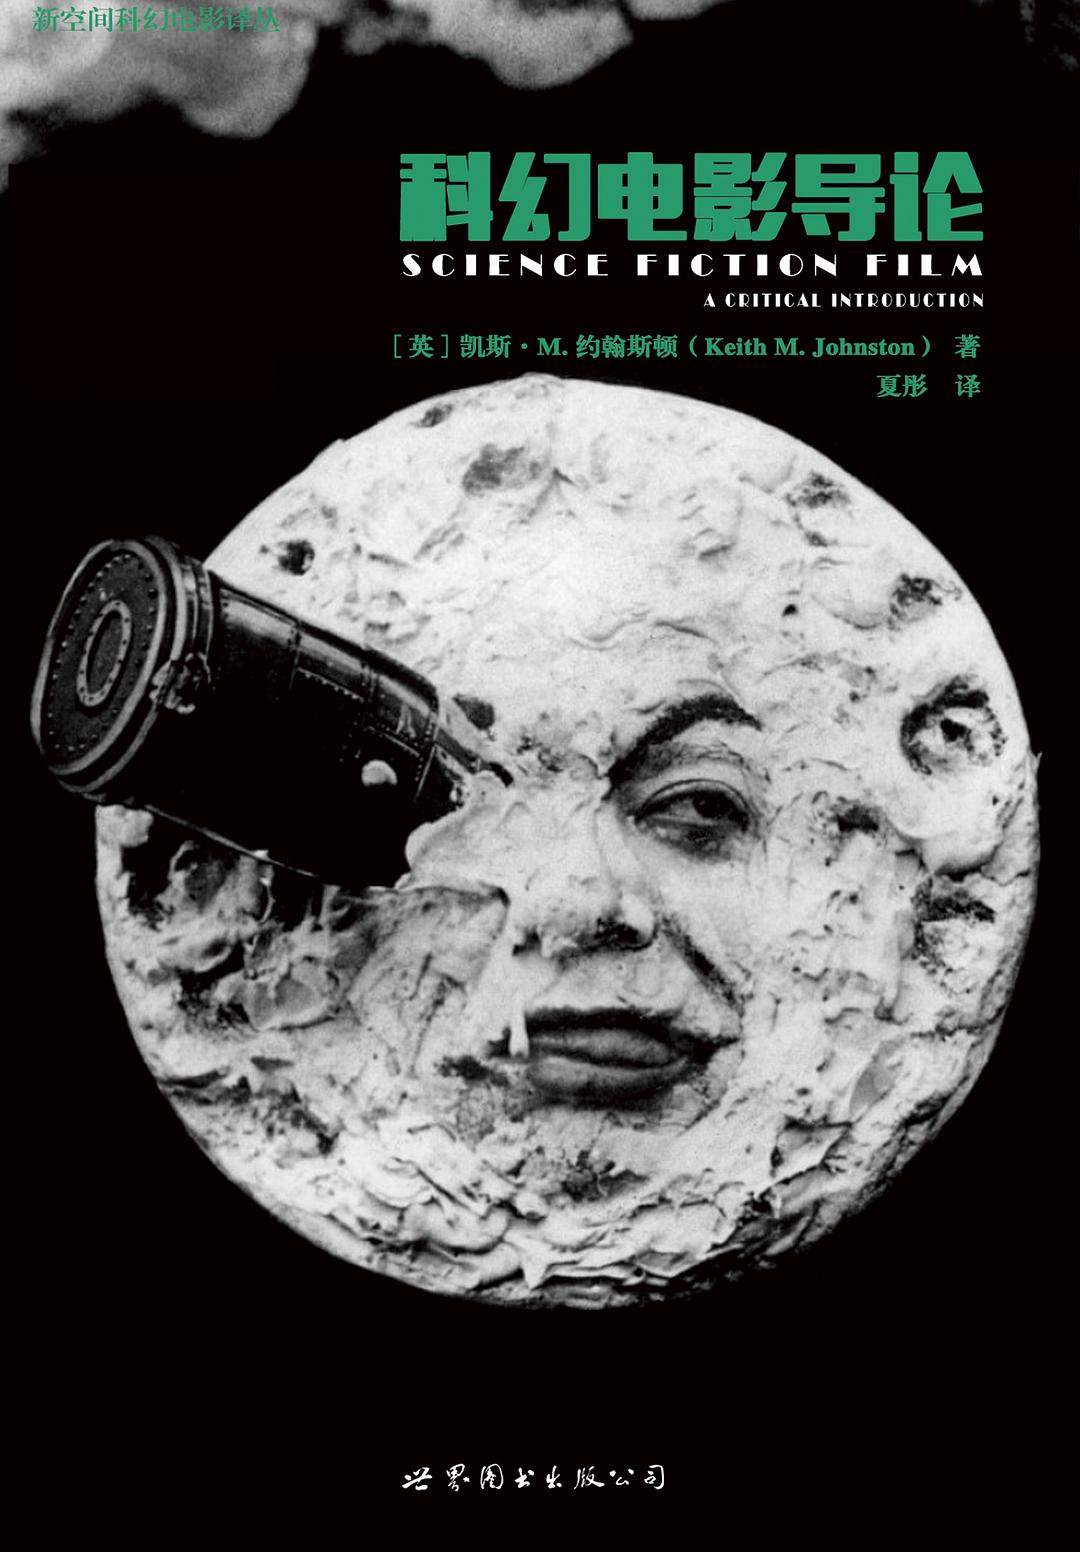 新空间科幻电影译丛
科幻电影导论
SCIENCE FICTION FILM
A CRITICAL INTRODUCTION
［英］凯斯·M. 约翰斯顿（Keith M. Johnston） 著
夏彤 译
世界图书出版公司